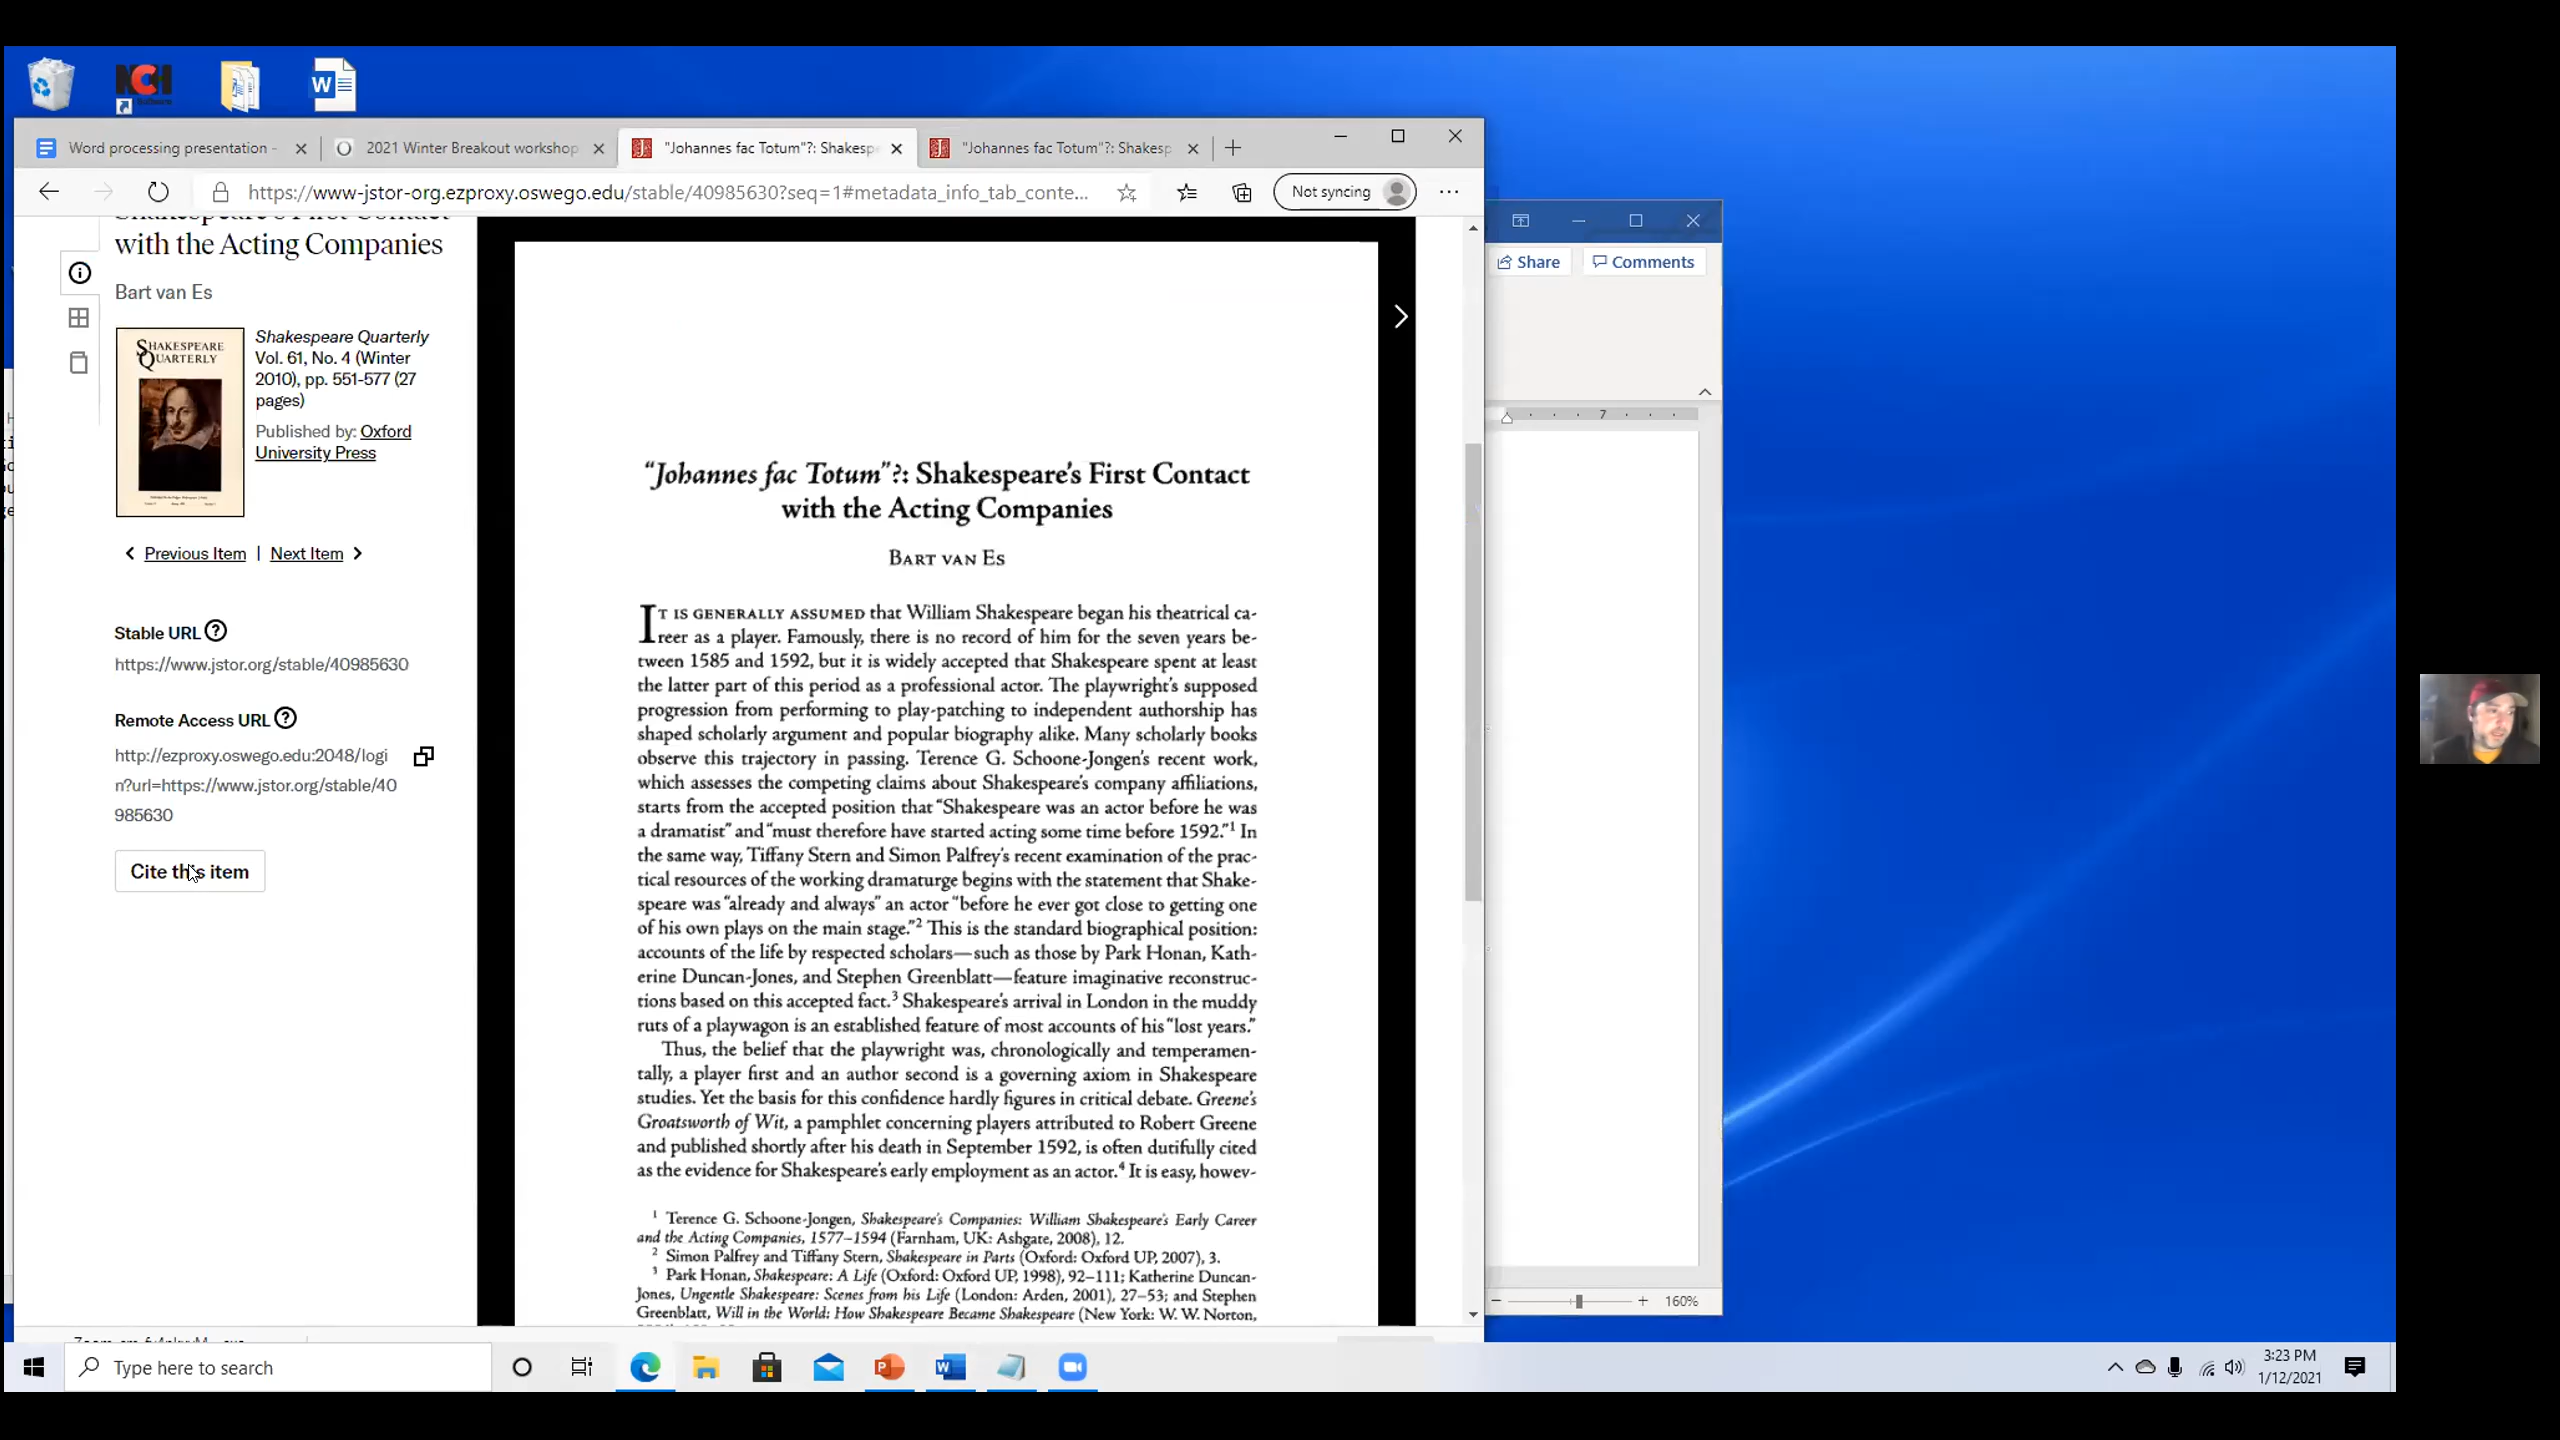 Word processing presentation -
2021 Winter Breakout workshop
"Johannes fac Totum"?: Shakesp
"Johannes fac Totum"?: Shakesp
https://www-jstor-org.ezproxy.oswego.edu/stable/40985630?seq=1#metadata_info_tab_conte...
Not syncing
Share
Comments
7
with the Acting Companies
Bart van Es
SHAKESPEARE
QUARTERLY
Shakespeare Quarterly
Vol. 61, No. 4 (Winter
2010), pp. 551-577 (27
pages)
Published by: Oxford
University Press
Previous Item | Next Item
Stable URL
https://www.jstor.org/stable/40985630
Remote Access URL
http://ezproxy.oswego.edu:2048/logi
n?url=https://www.jstor.org/stable/40
985630
Cite this item
"Johannes fac Totum"?: Shakespeare's First Contact
with the Acting Companies
BART VAN ES
IT IS GENERALLY ASSUMED that William Shakespeare began his theatrical ca-
reer as a player. Famously, there is no record of him for the seven years be-
tween 1585 and 1592, but it is widely accepted that Shakespeare spent at least
the latter part of this period as a professional actor. The playwright's supposed
progression from performing to play-patching to independent authorship has
shaped scholarly argument and popular biography alike. Many scholarly books
observe this trajectory in passing. Terence G. Schoone-Jongen's recent work,
which assesses the competing claims about Shakespeare's company affiliations,
starts from the accepted position that "Shakespeare was an actor before he was
a dramatist" and "must therefore have started acting some time before 1592."1 In
the same way, Tiffany Stern and Simon Palfrey's recent examination of the prac-
tical resources of the working dramaturge begins with the statement that Shake-
speare was "already and always" an actor "before he ever got close to getting one
of his own plays on the main stage."2 This is the standard biographical position:
accounts of the life by respected scholars—such as those by Park Honan, Kath-
erine Duncan-Jones, and Stephen Greenblatt—feature imaginative reconstruc-
tions based on this accepted fact.3 Shakespeare's arrival in London in the muddy
ruts of a playwagon is an established feature of most accounts of his "lost years."
Thus, the belief that the playwright was, chronologically and temperamen-
tally, a player first and an author second is a governing axiom in Shakespeare
studies. Yet the basis for this confidence hardly figures in critical debate. Greene's
Groatsworth of Wit, a pamphlet concerning players attributed to Robert Greene
and published shortly after his death in September 1592, is often dutifully cited
as the evidence for Shakespeare's early employment as an actor.4 It is easy, howev-
1 Terence G. Schoone-Jongen, Shakespeare's Companies: William Shakespeare's Early Career
and the Acting Companies, 1577–1594 (Farnham, UK: Ashgate, 2008), 12.
2 Simon Palfrey and Tiffany Stern, Shakespeare in Parts (Oxford: Oxford UP, 2007), 3.
3 Park Honan, Shakespeare: A Life (Oxford: Oxford UP, 1998), 92–111; Katherine Duncan-
Jones, Ungentle Shakespeare: Scenes from his Life (London: Arden, 2001), 27–53; and Stephen
Greenblatt, Will in the World: How Shakespeare Became Shakespeare (New York: W. W. Norton,
160%
Type here to search
3:23 PM
1/12/2021